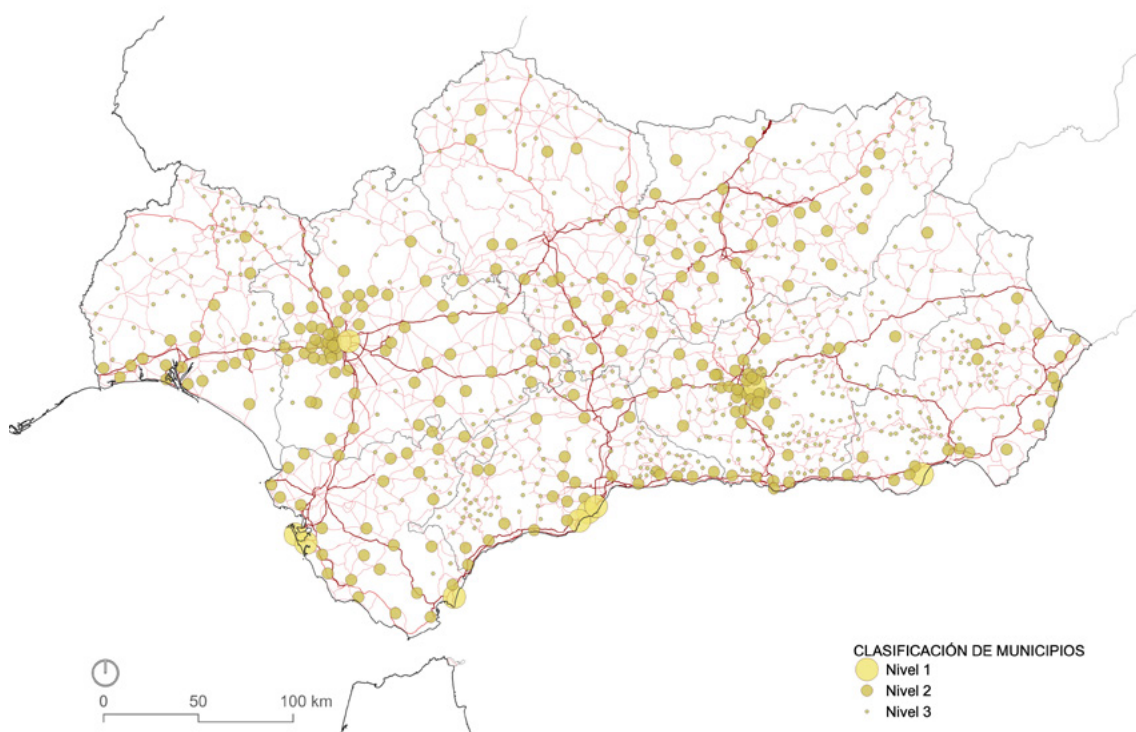 CLASIFICACIÓN DE MUNICIPIOS
Nivel 1
Nivel 2
Nivel 3
0 50 100 km